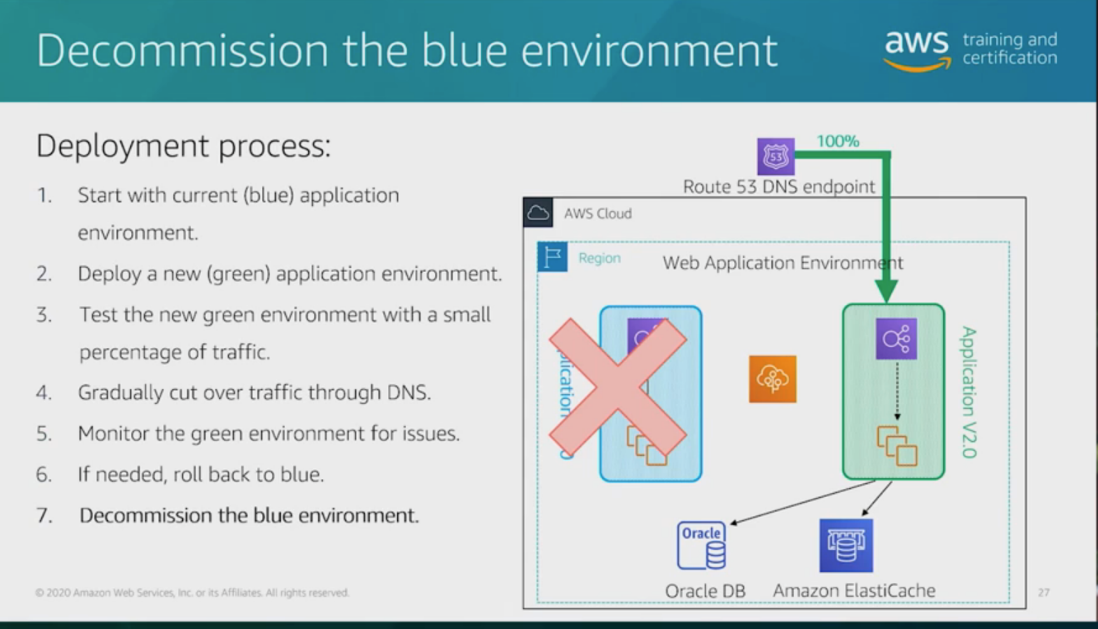 Decommission the blue environment
aws training and
certification
Deployment process:
1. Start with current (blue) application
environment.
2. Deploy a new (green) application environment.
3. Test the new green environment with a small
percentage of traffic.
4. Gradually cut over traffic through DNS.
5. Monitor the green environment for issues.
6. If needed, roll back to blue.
7. Decommission the blue environment.
100%
53
Route 53 DNS endpoint
AWS Cloud
Region
Web Application Environment
Application V2.0
Oracle
Oracle DB
Amazon ElastiCache
© 2020 Amazon Web Services, Inc. or its Affiliates. All rights reserved.
27